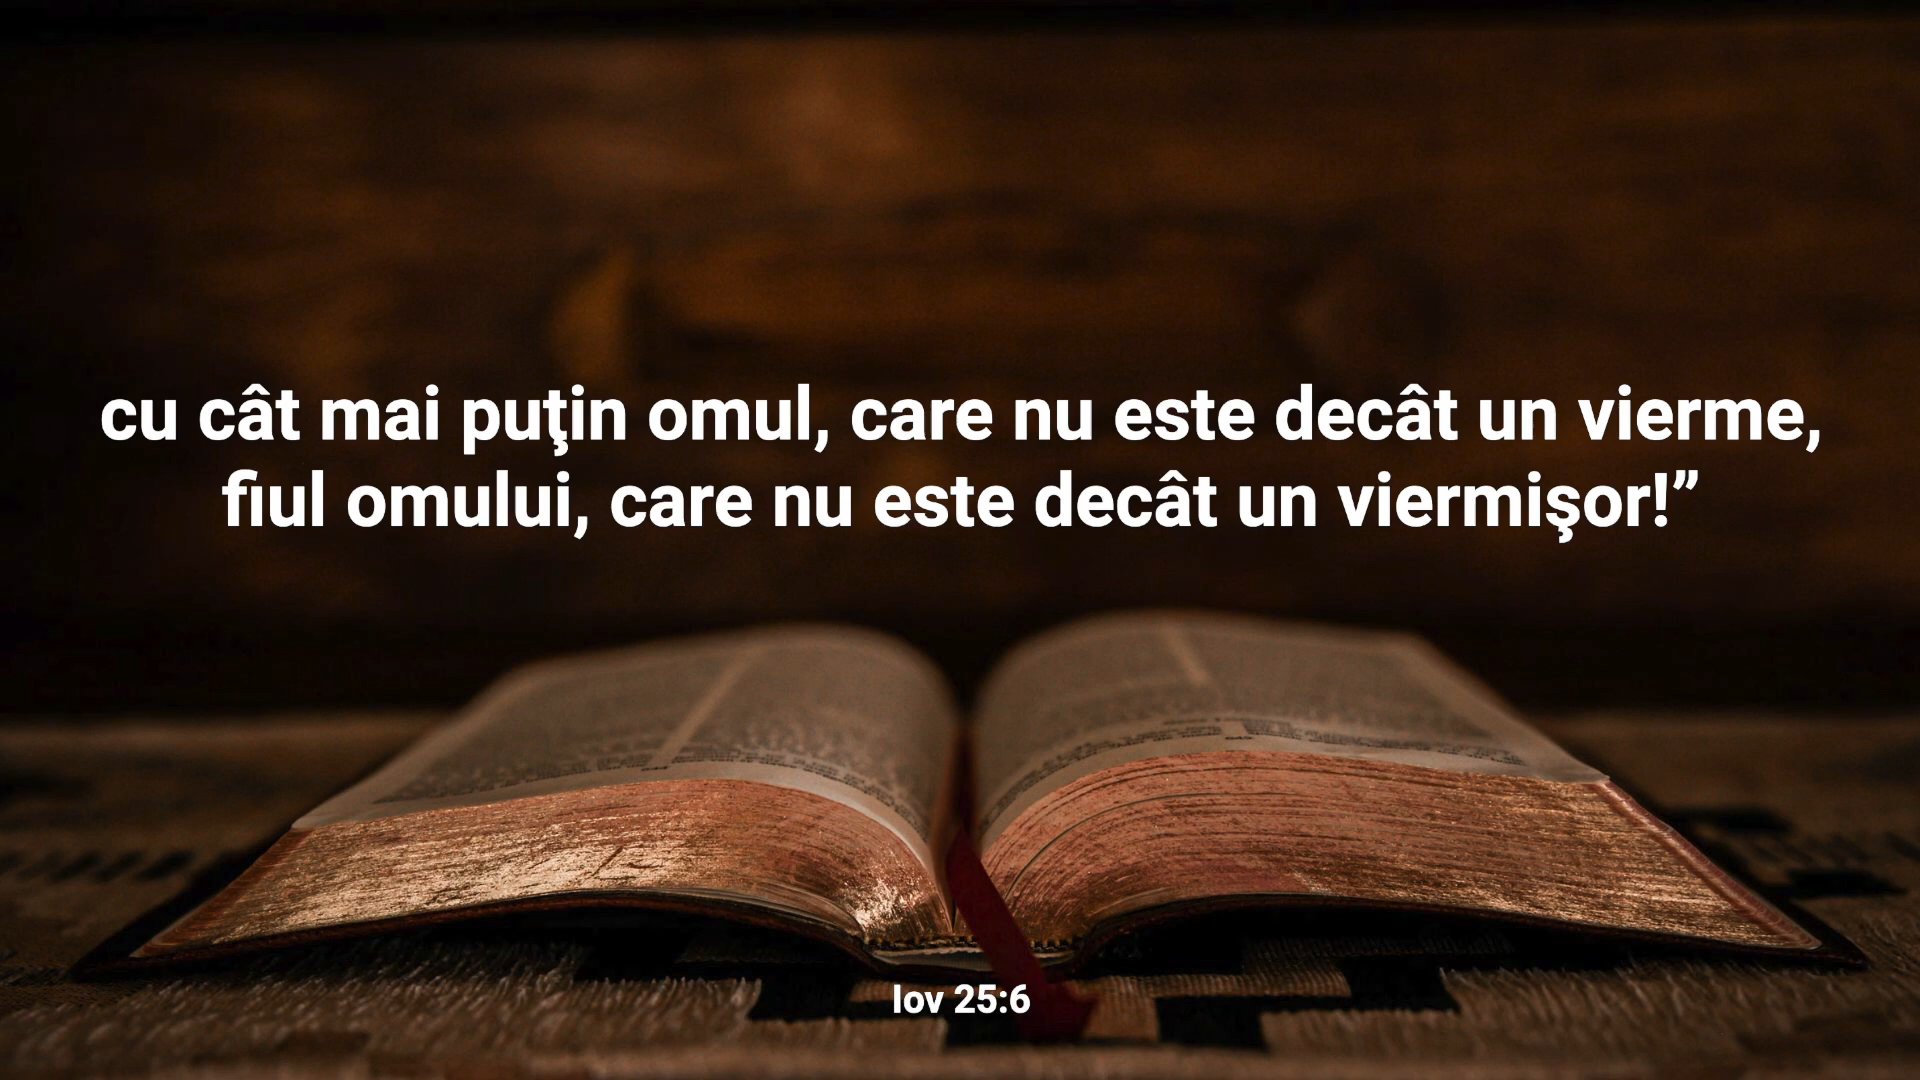 cu cât mai puţin omul, care nu este decât un vierme,
fiul omului, care nu este decât un viermişor!”
Iov 25:6